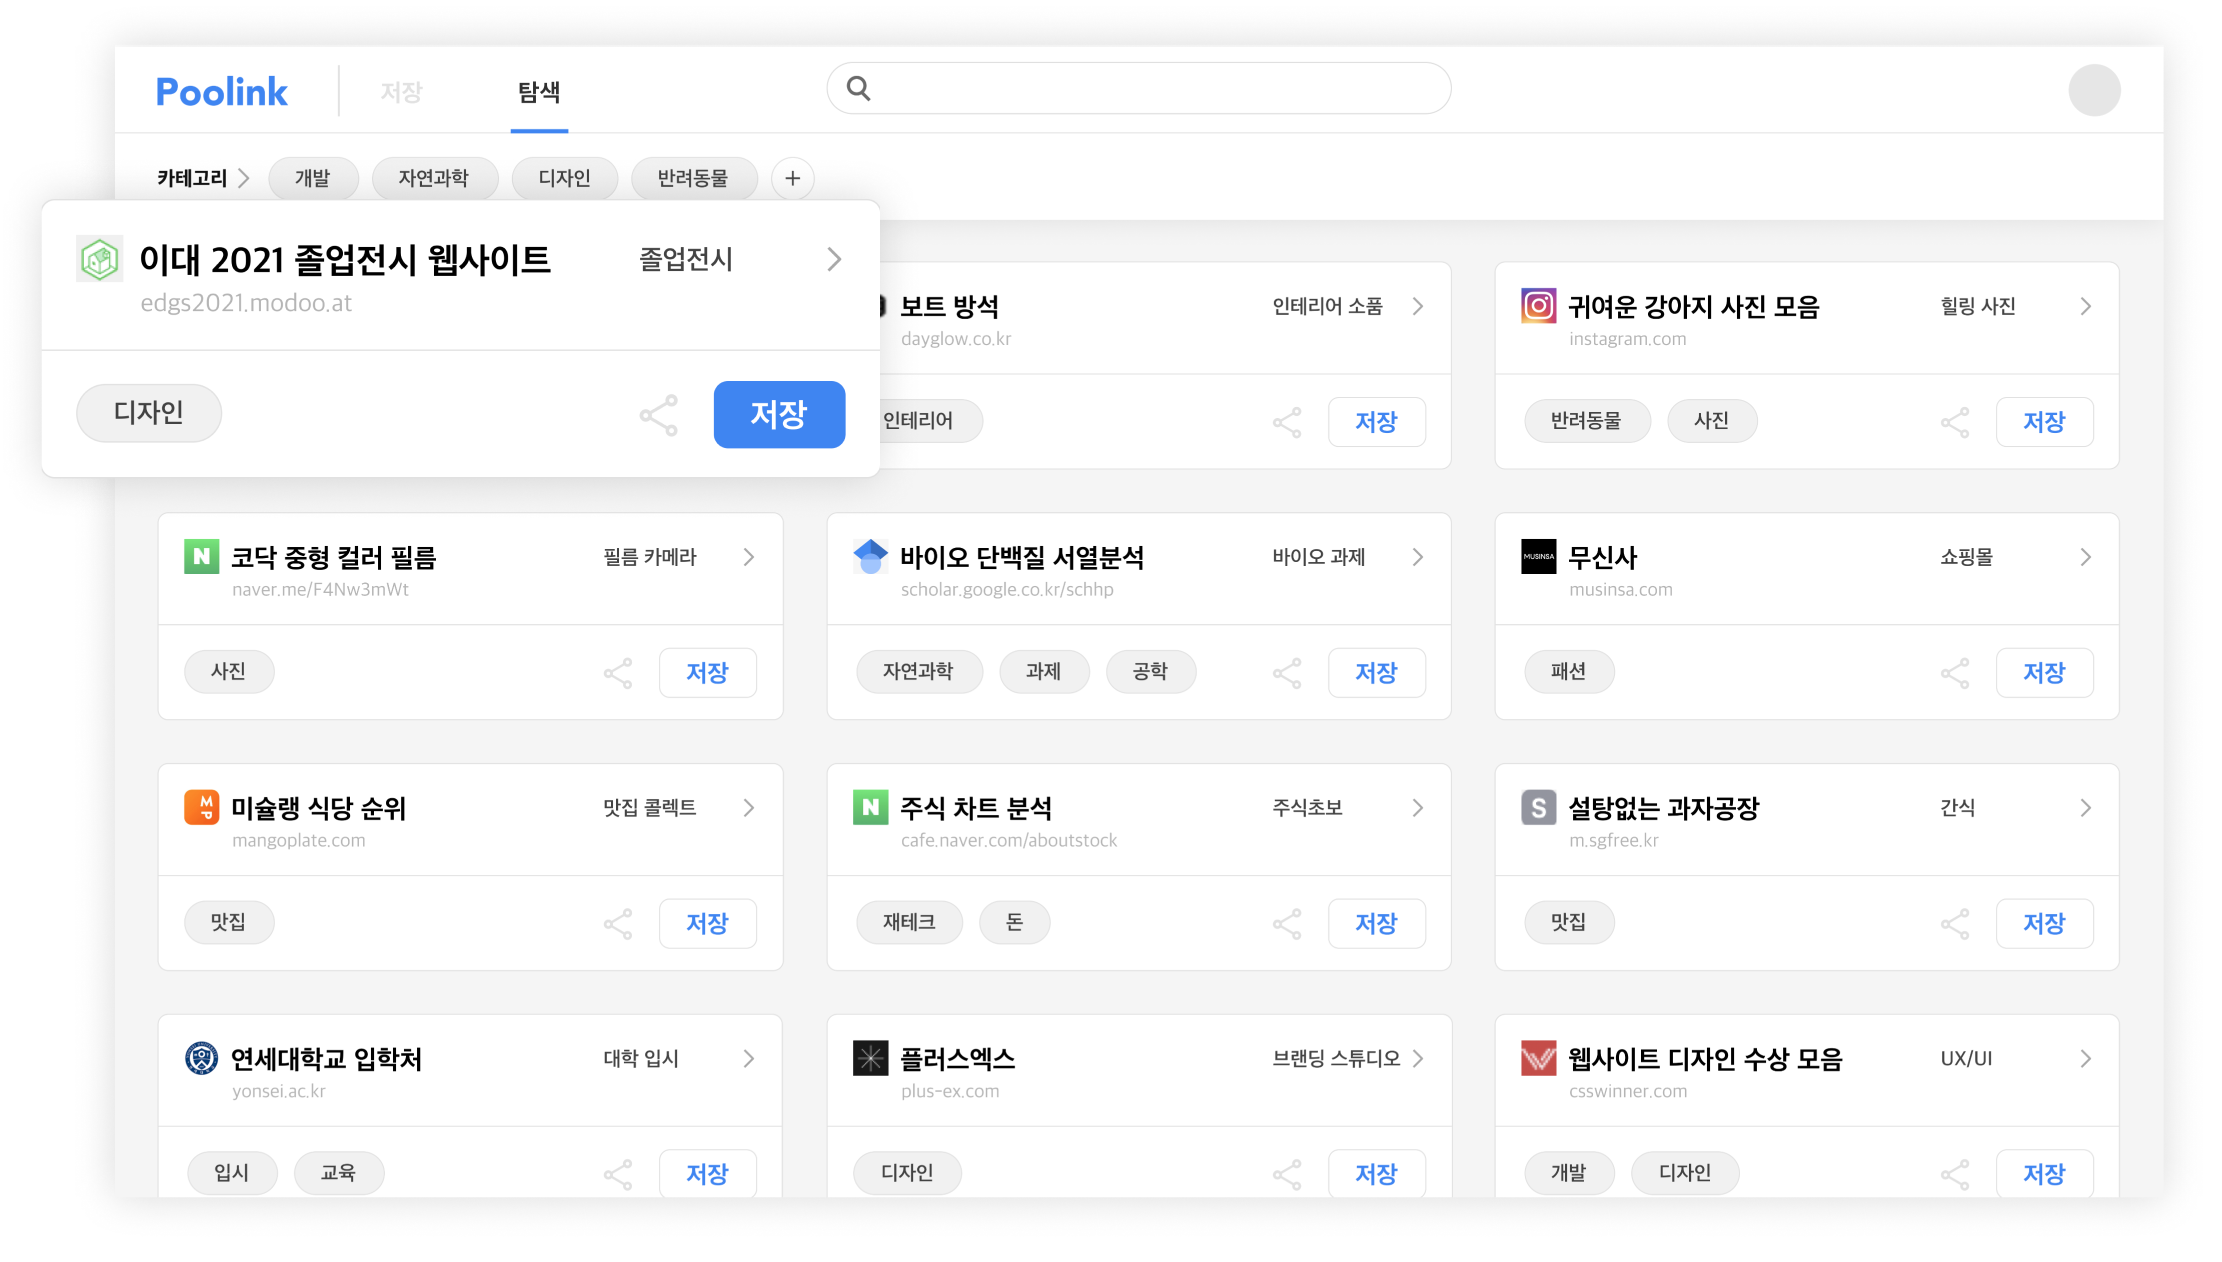 Poolink
저장
탐색
카테고리
개발
자연과학
디자인
반려동물
+
이대 2021 졸업전시 웹사이트
졸업전시
edgs2021.modoo.at
디자인
저장
보트 방석
인테리어 소품
dayglow.co.kr
인테리어
저장
귀여운 강아지 사진 모음
힐링 사진
instagram.com
반려동물
사진
저장
N
코닥 중형 컬러 필름
필름 카메라
naver.me/F4Nw3mWt
사진
저장
바이오 단백질 서열분석
바이오 과제
scholar.google.co.kr/schhp
자연과학
과제
공학
저장
MUSINSA
무신사
쇼핑몰
musinsa.com
패션
저장
MP
미슐랭 식당 순위
맛집 콜렉트
mangoplate.com
맛집
저장
N
주식 차트 분석
주식초보
cafe.naver.com/aboutstock
재테크
돈
저장
S
설탕없는 과자공장
간식
m.sgfree.kr
맛집
저장
연세대학교 입학처
대학 입시
yonsei.ac.kr
입시
교육
저장
플러스엑스
브랜딩 스튜디오
plus-ex.com
디자인
저장
웹사이트 디자인 수상 모음
UX/UI
csswinner.com
개발
디자인
저장